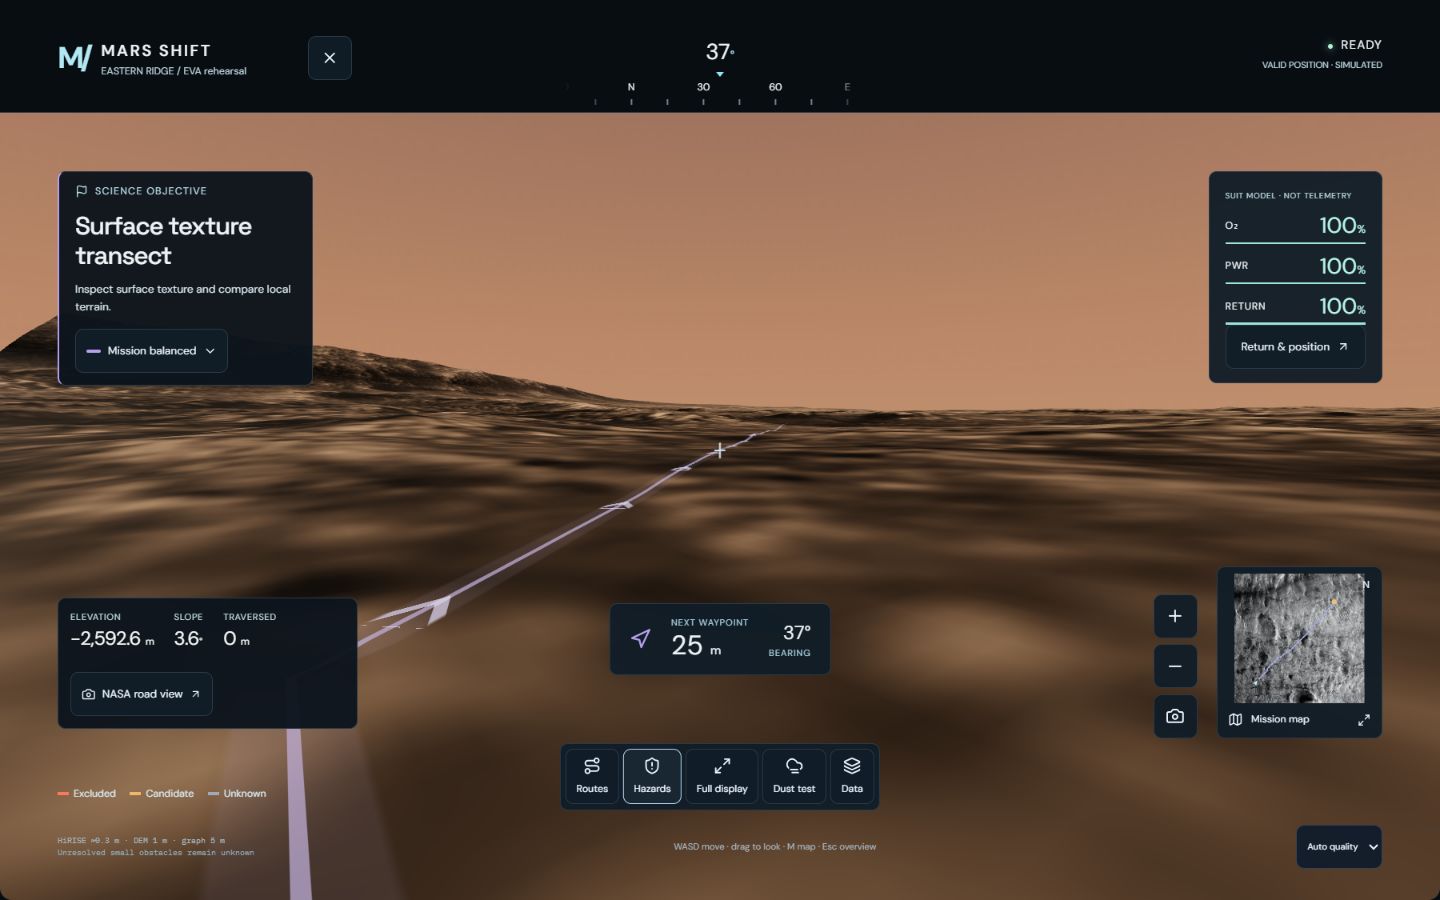 M/ MARS SHIFT
EASTERN RIDGE / EVA rehearsal
37°
N 30 60 E
READY
VALID POSITION · SIMULATED
SCIENCE OBJECTIVE
Surface texture
transect
Inspect surface texture and compare local
terrain.
Mission balanced
SUIT MODEL · NOT TELEMETRY
O₂ 100%
PWR 100%
RETURN 100%
Return & position
ELEVATION SLOPE TRAVERSED
−2,592.6 m 3.6° 0 m
NASA road view
NEXT WAYPOINT
25 m
37°
BEARING
N
Mission map
Routes Hazards Full display Dust test Data
Excluded Candidate Unknown
HiRISE ≈0.3 m · DEM 1 m · graph 5 m
Unresolved small obstacles remain unknown
WASD move · drag to look · M map · Esc overview
Auto quality